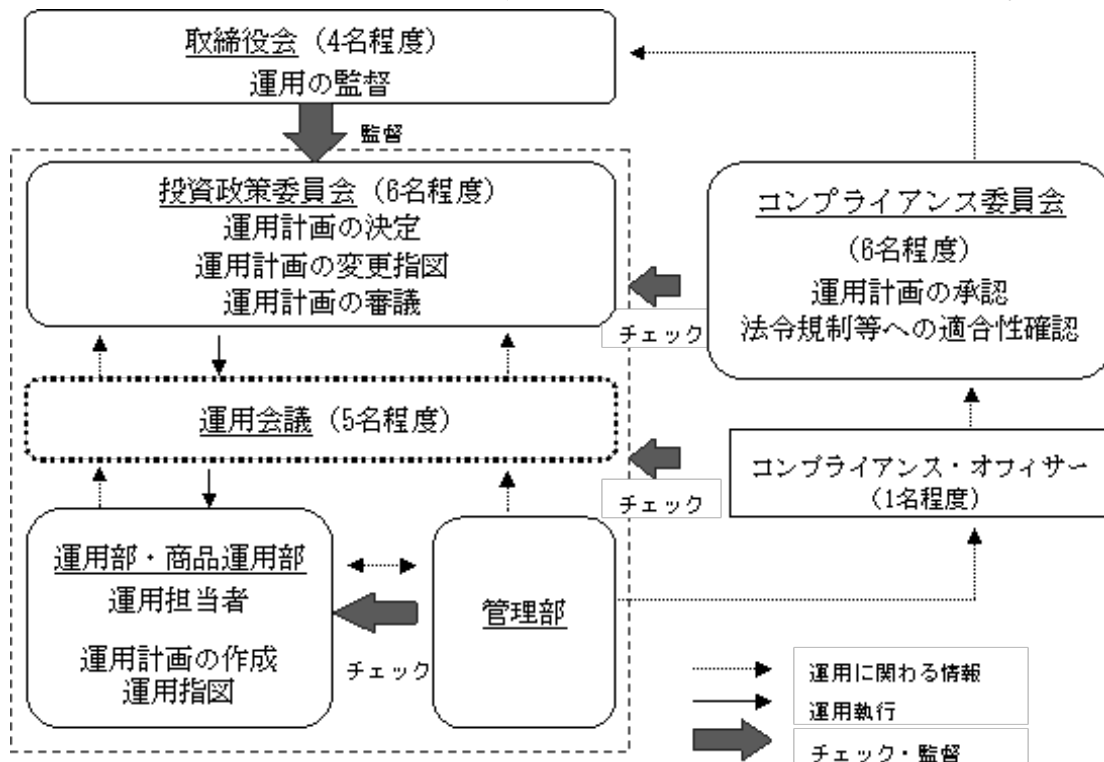 取締役会（4名程度）
運用の監督
監督
投資政策委員会（6名程度）
運用計画の決定
運用計画の変更指図
運用計画の審議
コンプライアンス委員会
（6名程度）
運用計画の承認
法令規制等への適合性確認
チェック
運用会議（5名程度）
チェック
コンプライアンス・オフィサー
（1名程度）
運用部・商品運用部
運用担当者
運用計画の作成
運用指図
チェック
管理部
運用に関わる情報
運用執行
チェック・監督